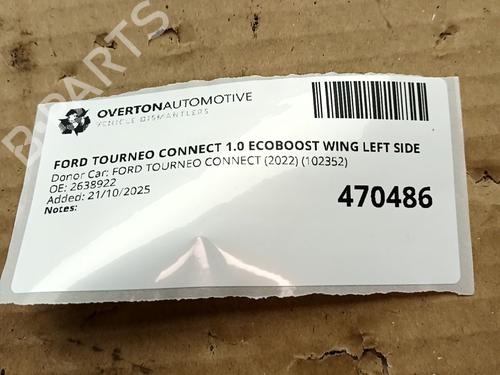 B-PARTS
OVERTONAUTOMOTIVE
VEHICLE DISMANTLERS
FORD TOURNEO CONNECT 1.0 ECOBOOST WING LEFT SIDE
Donor Car: FORD TOURNEO CONNECT (2022) (102352)
OE: 2638922
Added: 21/10/2025
Notes:
470486